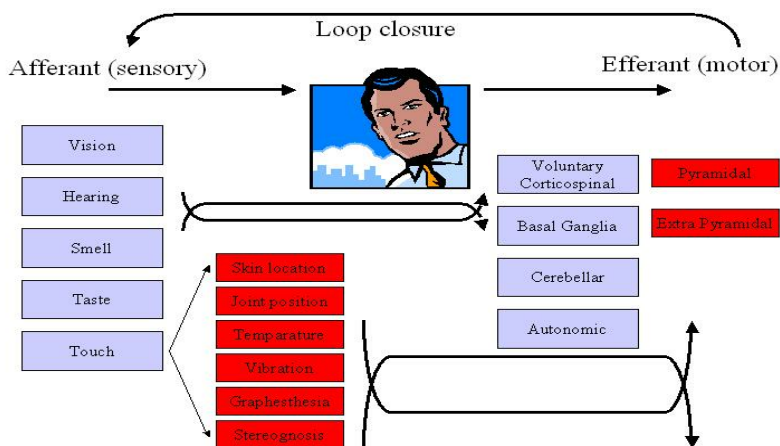 Loop closure
Afferant (sensory)
Efferant (motor)
Vision
Hearing
Smell
Taste
Touch
Skin location
Joint position
Temparature
Vibration
Graphesthesia
Stereognosis
Voluntary
Corticospinal
Basal Ganglia
Cerebellar
Autonomic
Pyramidal
Extra Pyramidal